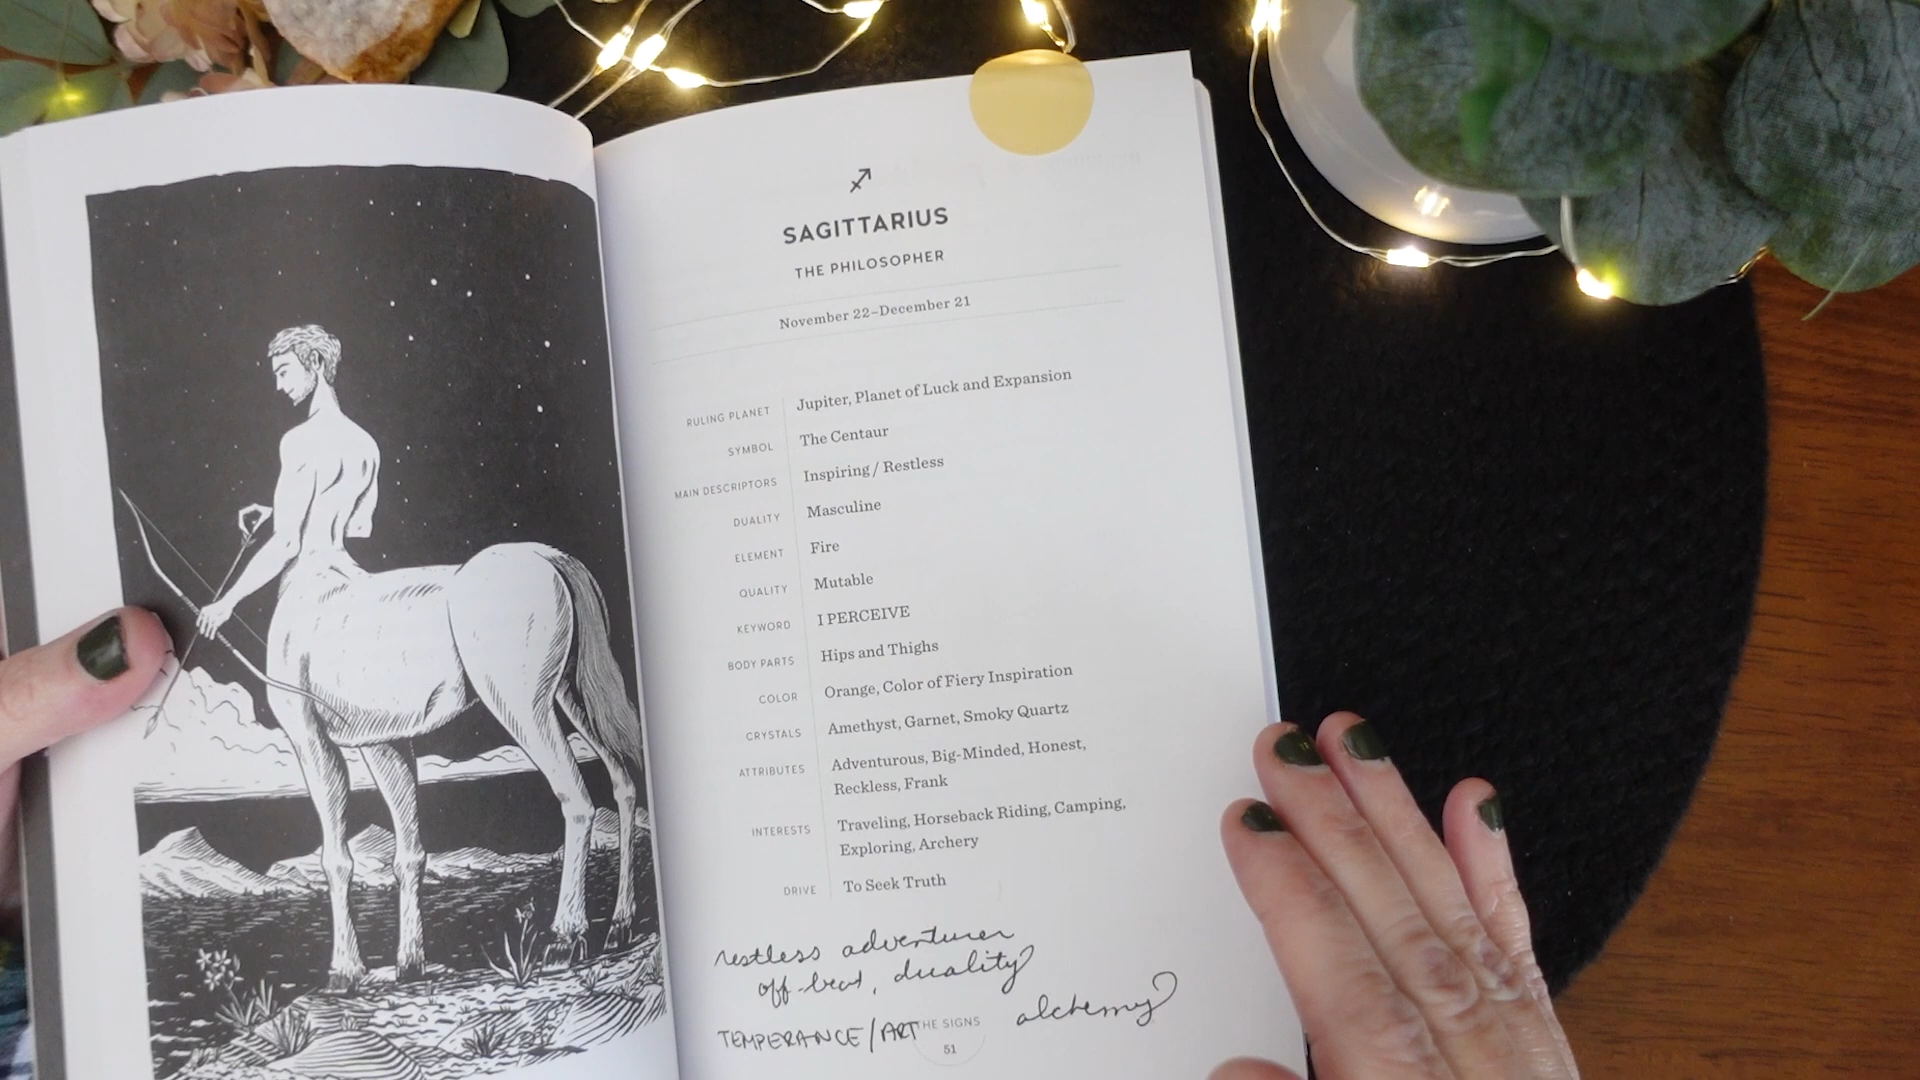 ♐
SAGITTARIUS
THE PHILOSOPHER
November 22–December 21
RULING PLANET Jupiter, Planet of Luck and Expansion
SYMBOL The Centaur
MAIN DESCRIPTORS Inspiring / Restless
DUALITY Masculine
ELEMENT Fire
QUALITY Mutable
KEYWORD I PERCEIVE
BODY PARTS Hips and Thighs
COLOR Orange, Color of Fiery Inspiration
CRYSTALS Amethyst, Garnet, Smoky Quartz
ATTRIBUTES Adventurous, Big-Minded, Honest,
Reckless, Frank
INTERESTS Traveling, Horseback Riding, Camping,
Exploring, Archery
DRIVE To Seek Truth
restless adventurer
off-beat, duality
alchemy
TEMPERANCE/ART
THE SIGNS
51